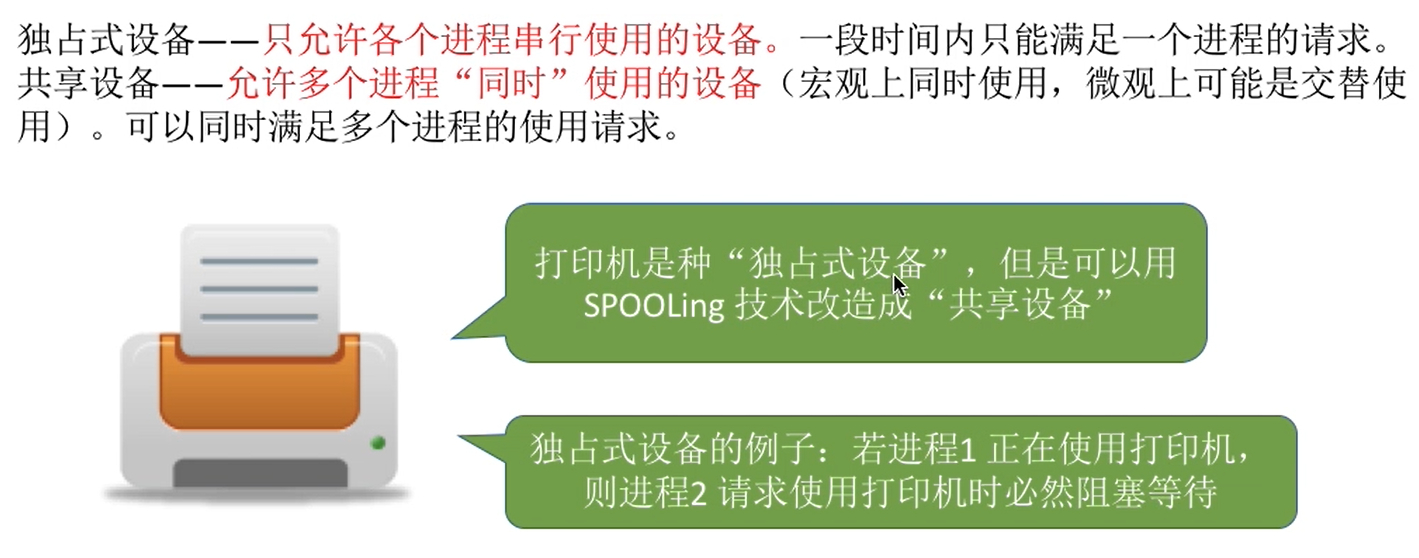 独占式设备——只允许各个进程串行使用的设备。一段时间内只能满足一个进程的请求。
共享设备——允许多个进程“同时”使用的设备（宏观上同时使用，微观上可能是交替使
用）。可以同时满足多个进程的使用请求。
打印机是种“独占式设备”，但是可以用
SPOOLing 技术改造成“共享设备”
独占式设备的例子：若进程1 正在使用打印机，
则进程2 请求使用打印机时必然阻塞等待